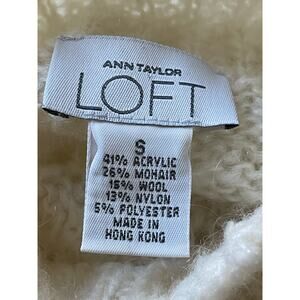 ANN TAYLOR
LOFT
S
41% ACRYLIC
26% MOHAIR
15% WOOL
13% NYLON
5% POLYESTER
MADE IN
HONG KONG